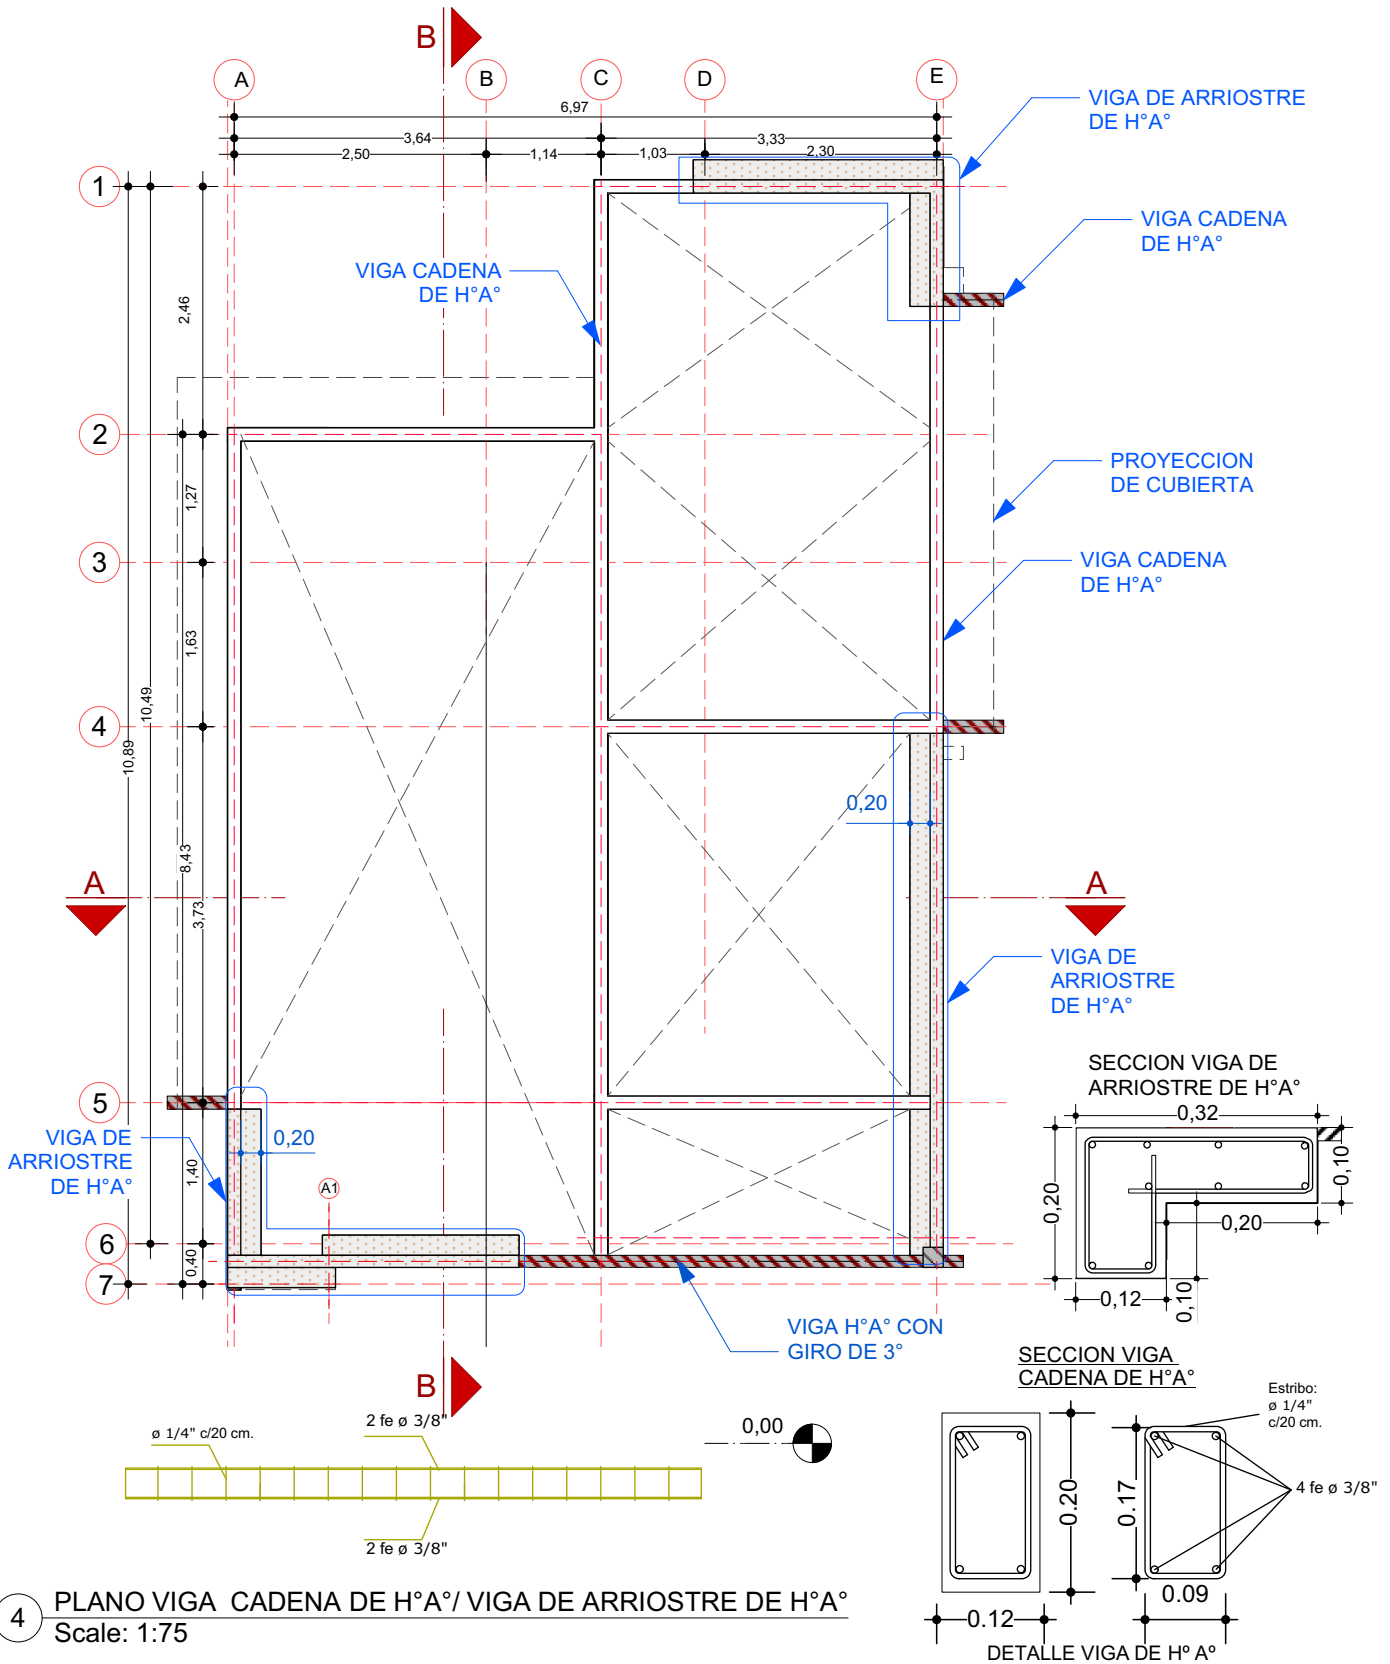 B
A
B
C
D
E
6,97
3,64
3,33
2,50
1,14
1,03
2,30
VIGA DE ARRIOSTRE
DE H°A°
1
VIGA CADENA
DE H°A°
VIGA CADENA
DE H°A°
2,46
2
PROYECCION
DE CUBIERTA
1,27
3
VIGA CADENA
DE H°A°
1,63
10,49
4
10,89
0,20
8,43
A
A
3,73
VIGA DE
ARRIOSTRE
DE H°A°
SECCION VIGA DE
ARRIOSTRE DE H°A°
5
0,32
VIGA DE
ARRIOSTRE
DE H°A°
0,20
0,10
1,40
A1
0,20
0,20
6
0,40
7
0,12
0,10
VIGA H°A° CON
GIRO DE 3°
SECCION VIGA
CADENA DE H°A°
B
Estribo:
ø 1/4"
c/20 cm.
2 fe ø 3/8"
ø 1/4" c/20 cm.
0,00
0.20
0.17
4 fe ø 3/8"
2 fe ø 3/8"
0.12
0.09
4
PLANO VIGA CADENA DE H°A°/ VIGA DE ARRIOSTRE DE H°A°
Scale: 1:75
DETALLE VIGA DE Hº Aº